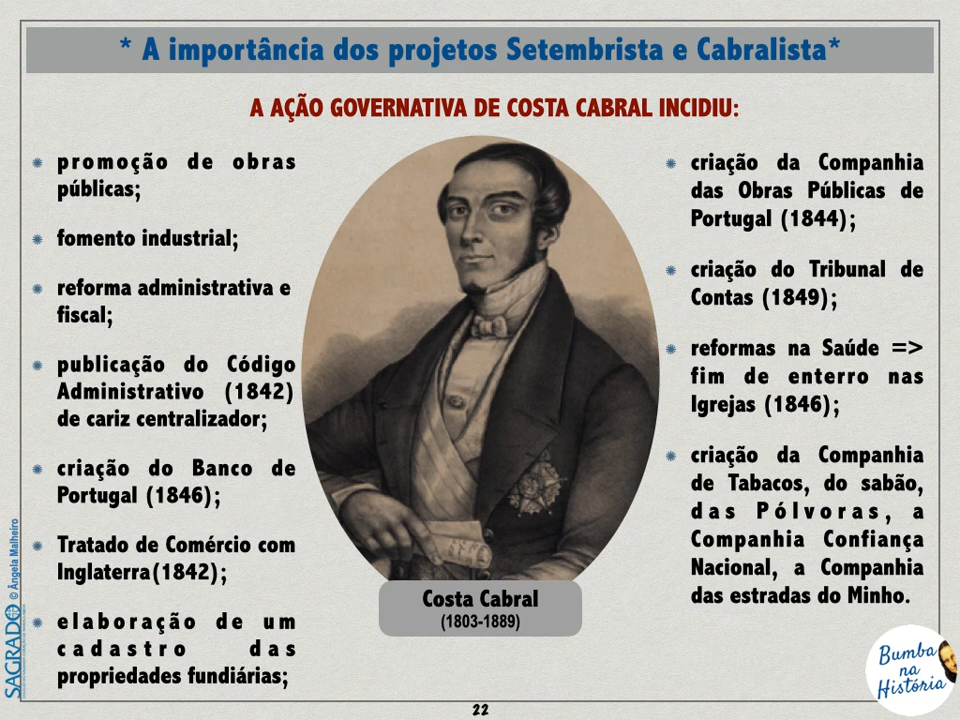 * A importância dos projetos Setembrista e Cabralista*
A AÇÃO GOVERNATIVA DE COSTA CABRAL INCIDIU:
promoção de obras
públicas;
fomento industrial;
reforma administrativa e
fiscal;
publicação do Código
Administrativo (1842)
de cariz centralizador;
criação do Banco de
Portugal (1846);
Tratado de Comércio com
Inglaterra(1842);
elaboração de um
cadastro das
propriedades fundiárias;
criação da Companhia
das Obras Públicas de
Portugal (1844);
criação do Tribunal de
Contas (1849);
reformas na Saúde =>
fim de enterro nas
Igrejas (1846);
criação da Companhia
de Tabacos, do sabão,
das Pólvoras, a
Companhia Confiança
Nacional, a Companhia
das estradas do Minho.
Costa Cabral
(1803-1889)
SAGRADO
© Ângela Malheiro
Bumba
na
História
22